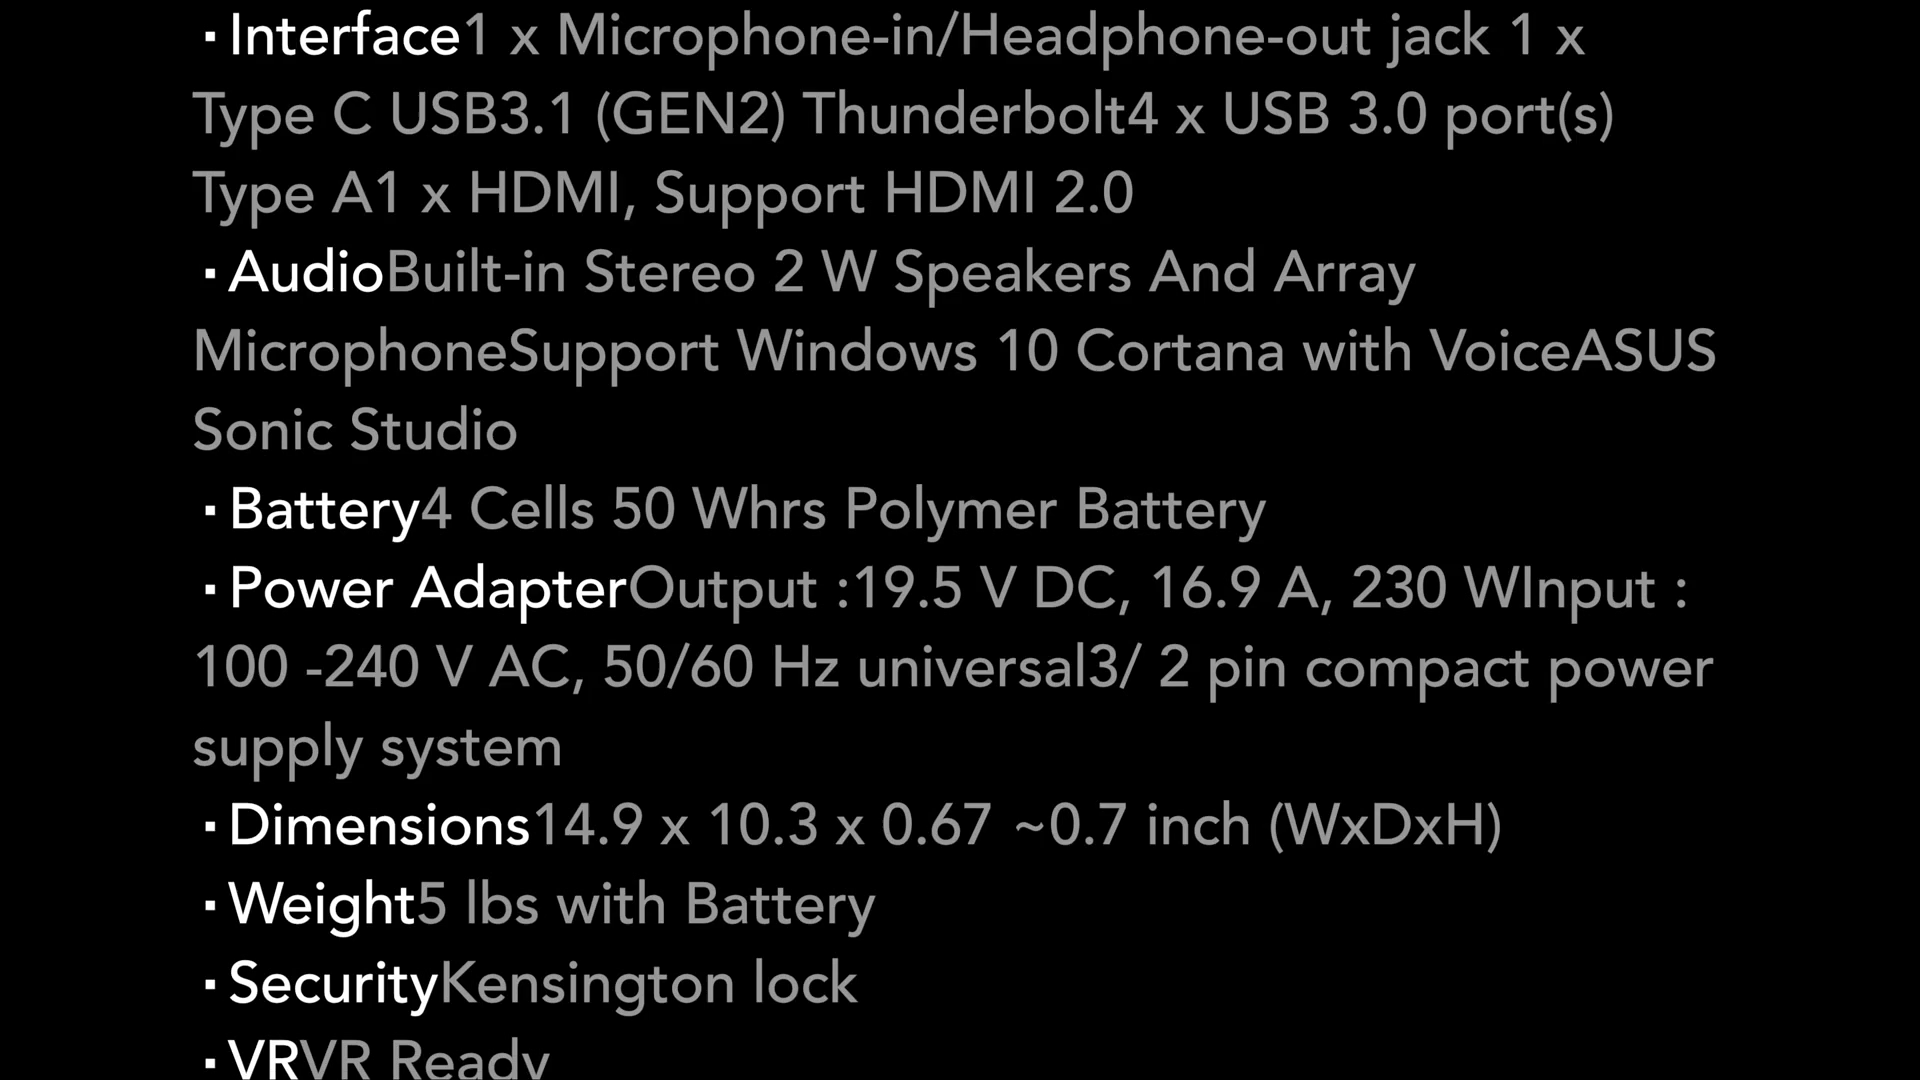 ▪Interface1 x Microphone-in/Headphone-out jack 1 x
Type C USB3.1 (GEN2) Thunderbolt4 x USB 3.0 port(s)
Type A1 x HDMI, Support HDMI 2.0
▪AudioBuilt-in Stereo 2 W Speakers And Array
MicrophoneSupport Windows 10 Cortana with VoiceASUS
Sonic Studio
▪Battery4 Cells 50 Whrs Polymer Battery
▪Power AdapterOutput :19.5 V DC, 16.9 A, 230 WInput :
100 -240 V AC, 50/60 Hz universal3/ 2 pin compact power
supply system
▪Dimensions14.9 x 10.3 x 0.67 ~0.7 inch (WxDxH)
▪Weight5 lbs with Battery
▪SecurityKensington lock
▪VRVR Ready